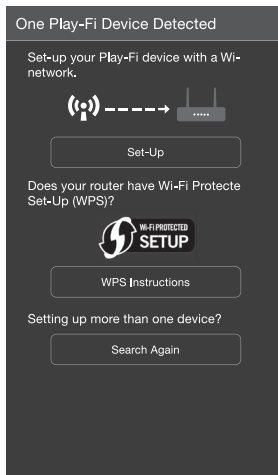 One Play-Fi Device Detected
Set-up your Play-Fi device with a Wi-
network.
Set-Up
Does your router have Wi-Fi Protecte
Set-Up (WPS)?
Wi-Fi PROTECTED
SETUP
WPS Instructions
Setting up more than one device?
Search Again